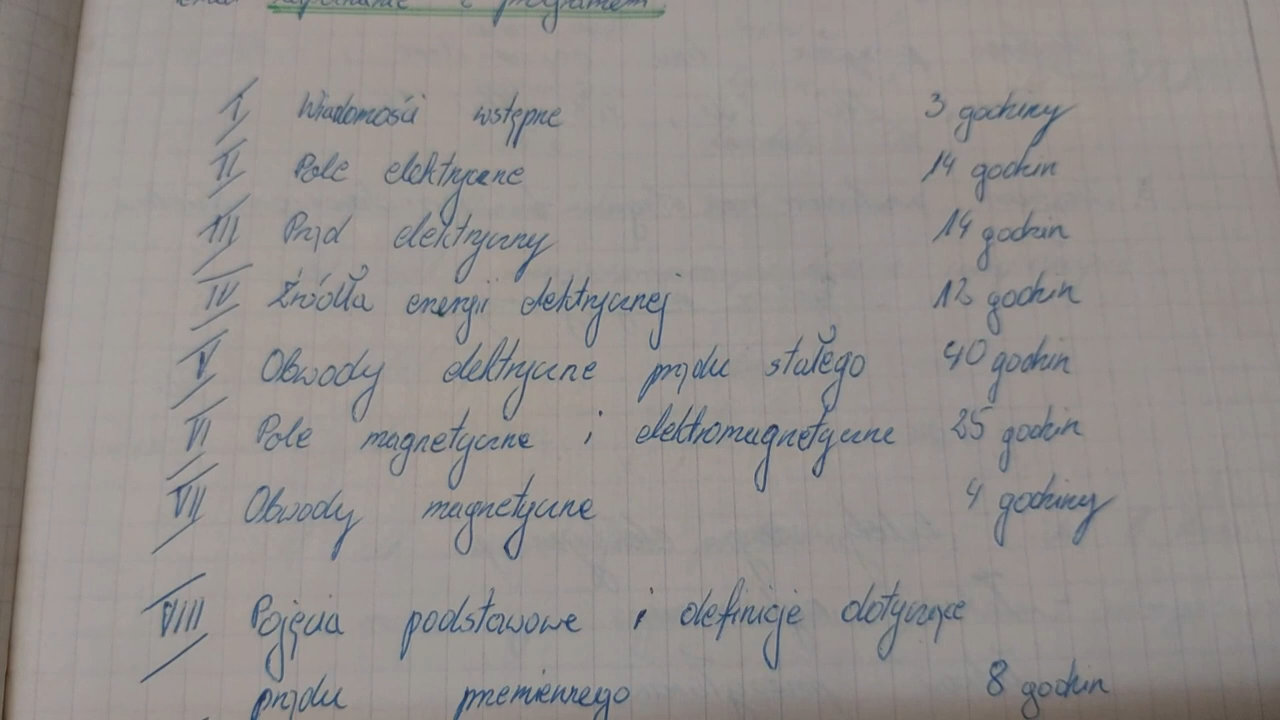 zapoznanie z programem
I Wiadomości wstępne 3 godziny
II Pole elektryczne 14 godzin
III Prąd elektryczny 14 godzin
IV Źródła energii elektrycznej 12 godzin
V Obwody elektryczne prądu stałego 40 godzin
VI Pole magnetyczne i elektromagnetyczne 25 godzin
VII Obwody magnetyczne 4 godziny
VIII Pojęcia podstawowe i definicje dotyczące
prądu przemiennego 8 godzin